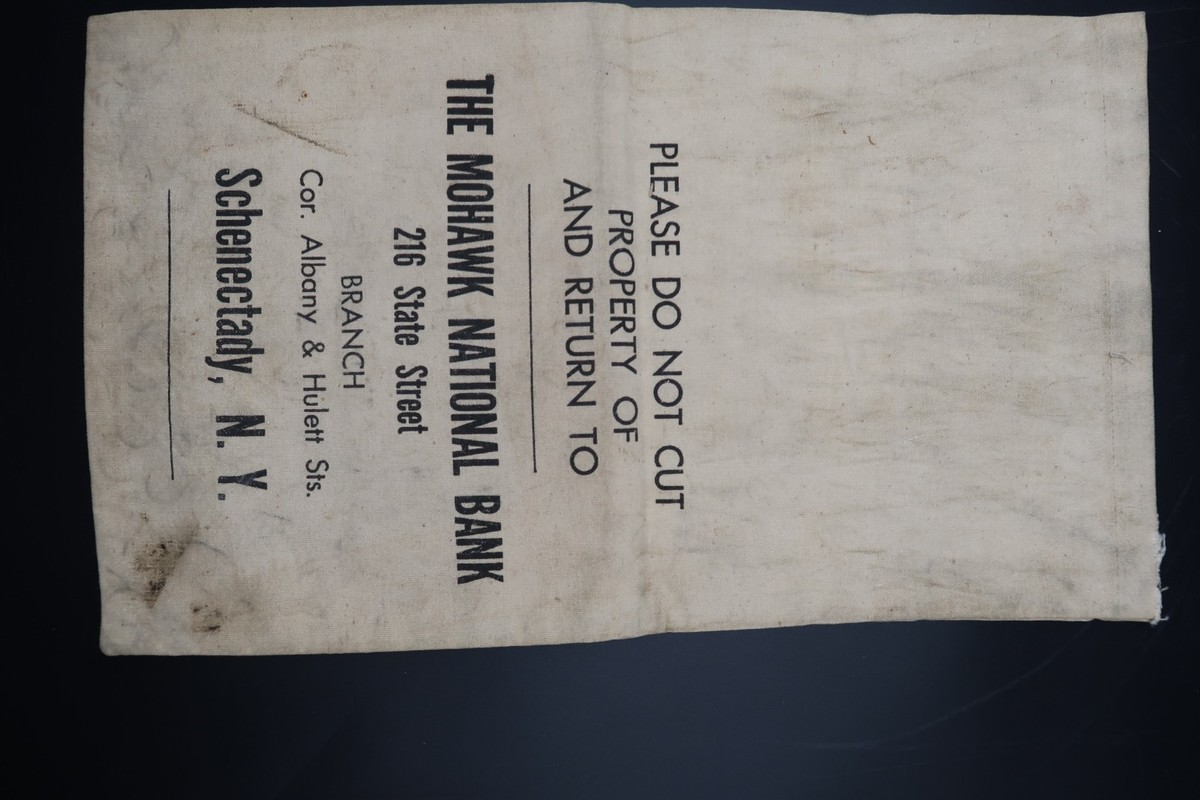 PLEASE DO NOT CUT
PROPERTY OF
AND RETURN TO
THE MOHAWK NATIONAL BANK
216 State Street
BRANCH
Cor. Albany & Hulett Sts.
Schenectady, N. Y.